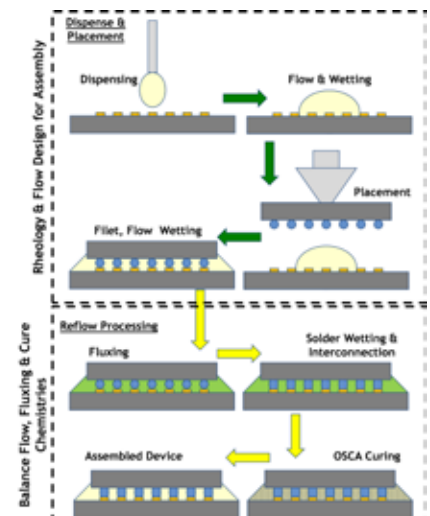 Dispense &
Placement
Dispensing
Flow & Wetting
Placement
Filet, Flow Wetting
Rheology & Flow Design for Assembly
Reflow Processing
Fluxing
Solder Wetting &
Interconnection
Assembled Device
OSCA Curing
Balance Flow, Fluxing & Cure
Chemistries